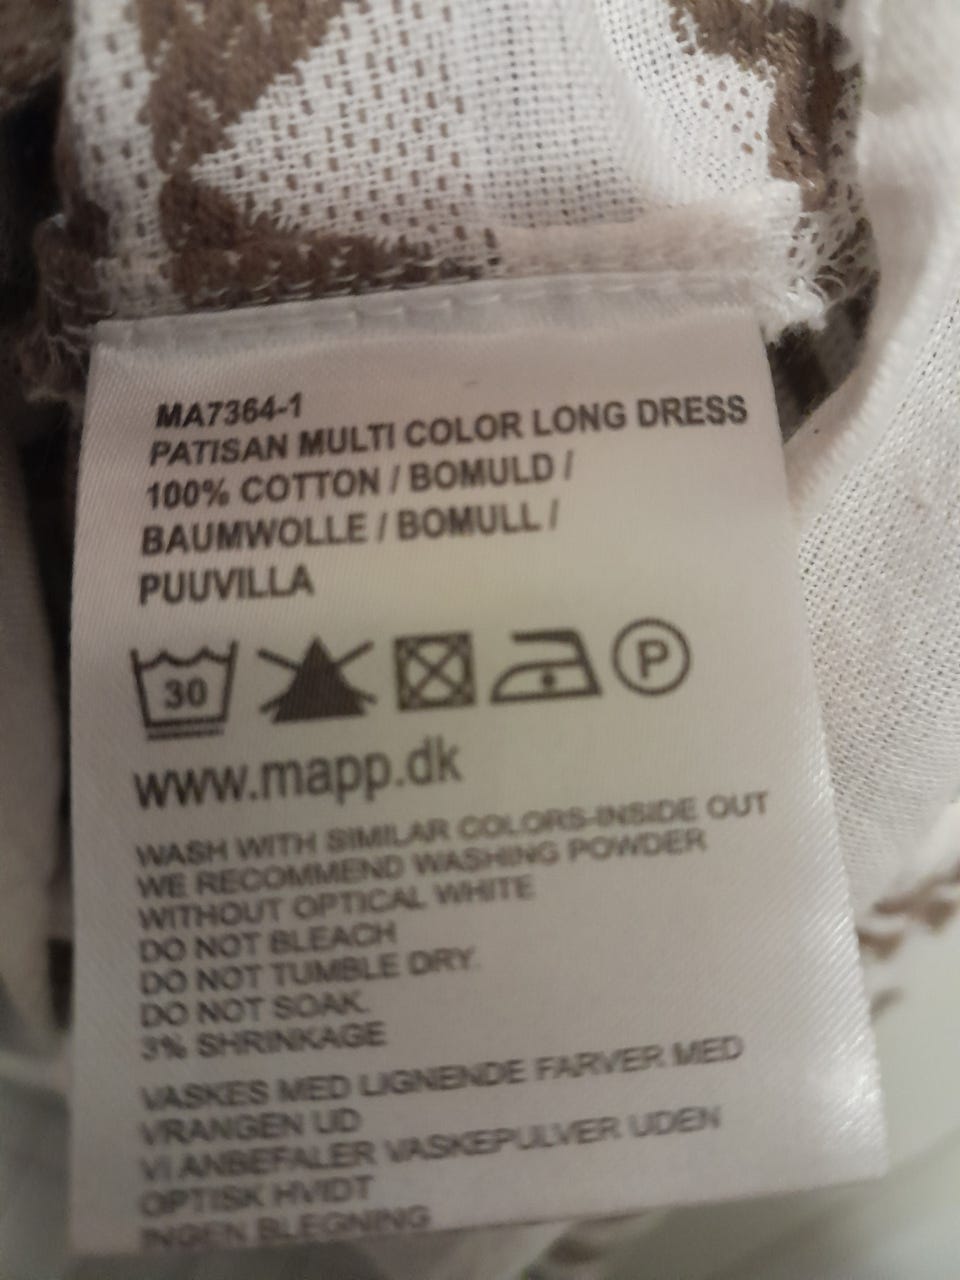 MA7364-1
PATISAN MULTI COLOR LONG DRESS
100% COTTON / BOMULD /
BAUMWOLLE / BOMULL /
PUUVILLA
30 P
www.mapp.dk
WASH WITH SIMILAR COLORS-INSIDE OUT
WE RECOMMEND WASHING POWDER
WITHOUT OPTICAL WHITE
DO NOT BLEACH
DO NOT TUMBLE DRY.
DO NOT SOAK.
3% SHRINKAGE
VASKES MED LIGNENDE FARVER MED
VRANGEN UD
VI ANBEFALER VASKEPULVER UDEN
OPTISK HVIDT
INGEN BLEGNING